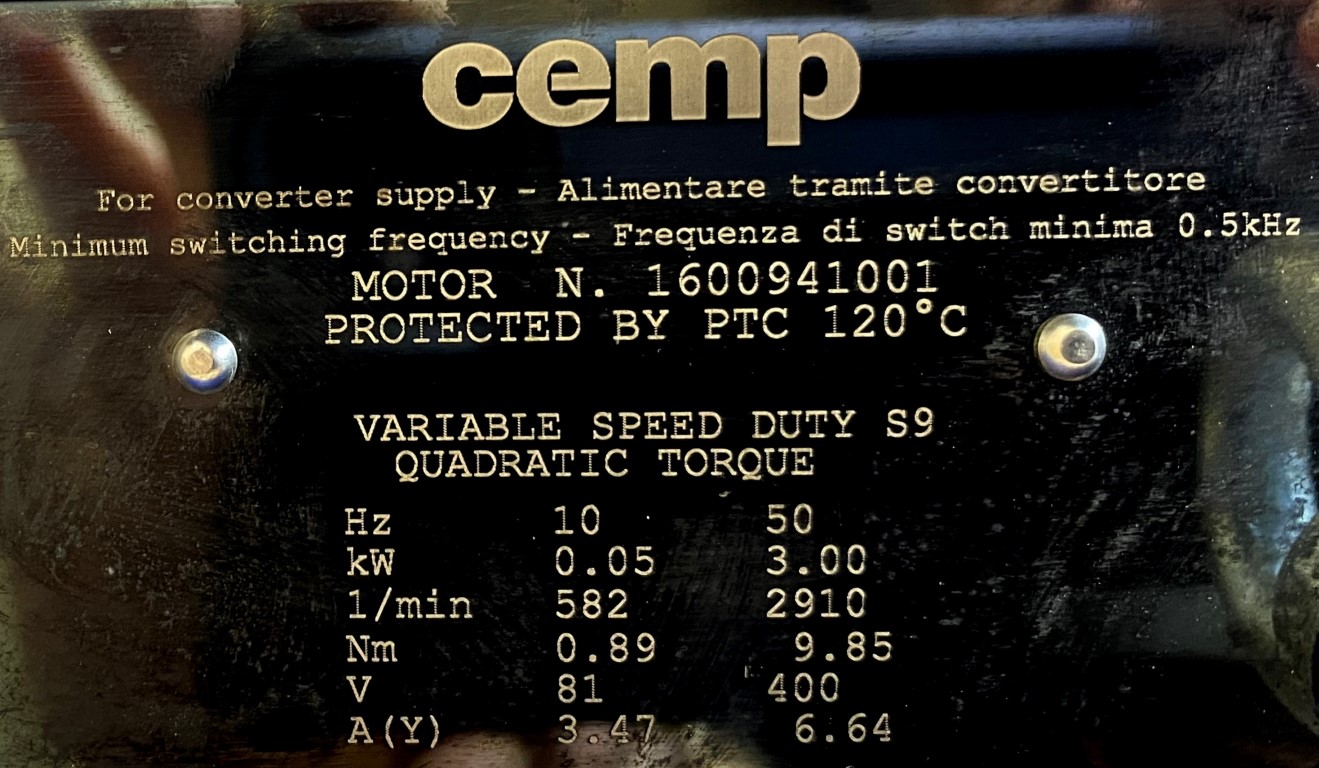 cemp
For converter supply - Alimentare tramite convertitore
Minimum switching frequency - Frequenza di switch minima 0.5kHz
MOTOR N. 1600941001
PROTECTED BY PTC 120°C
VARIABLE SPEED DUTY S9
QUADRATIC TORQUE
Hz 10 50
kW 0.05 3.00
1/min 582 2910
Nm 0.89 9.85
V 81 400
A(Y) 3.47 6.64